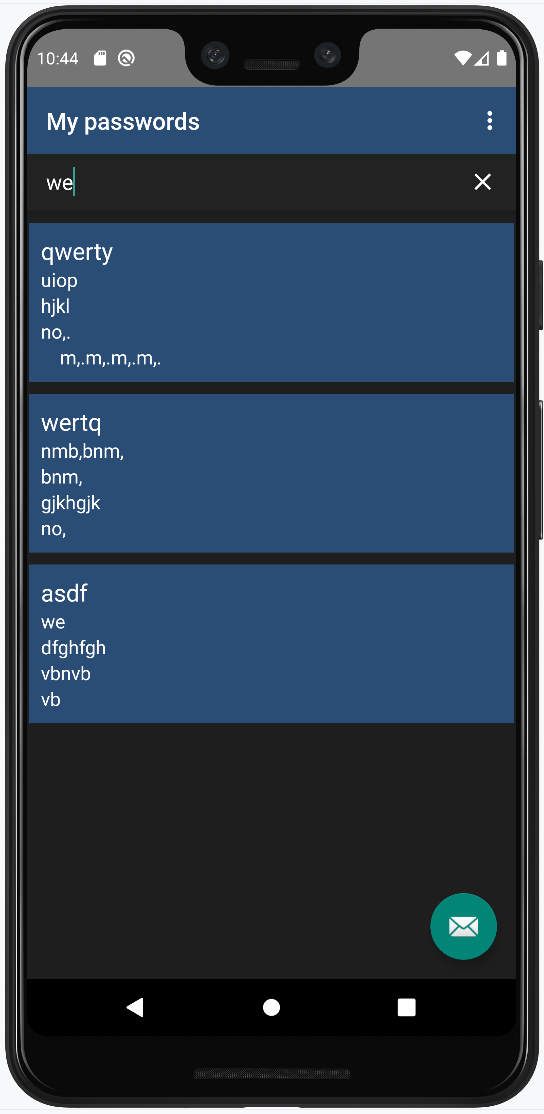 10:44
My passwords
we
qwerty
uiop
hjkl
no,.
m,.m,.m,.m,.
wertq
nmb,bnm,
bnm,
gjkhgjk
no,
asdf
we
dfghfgh
vbnvb
vb